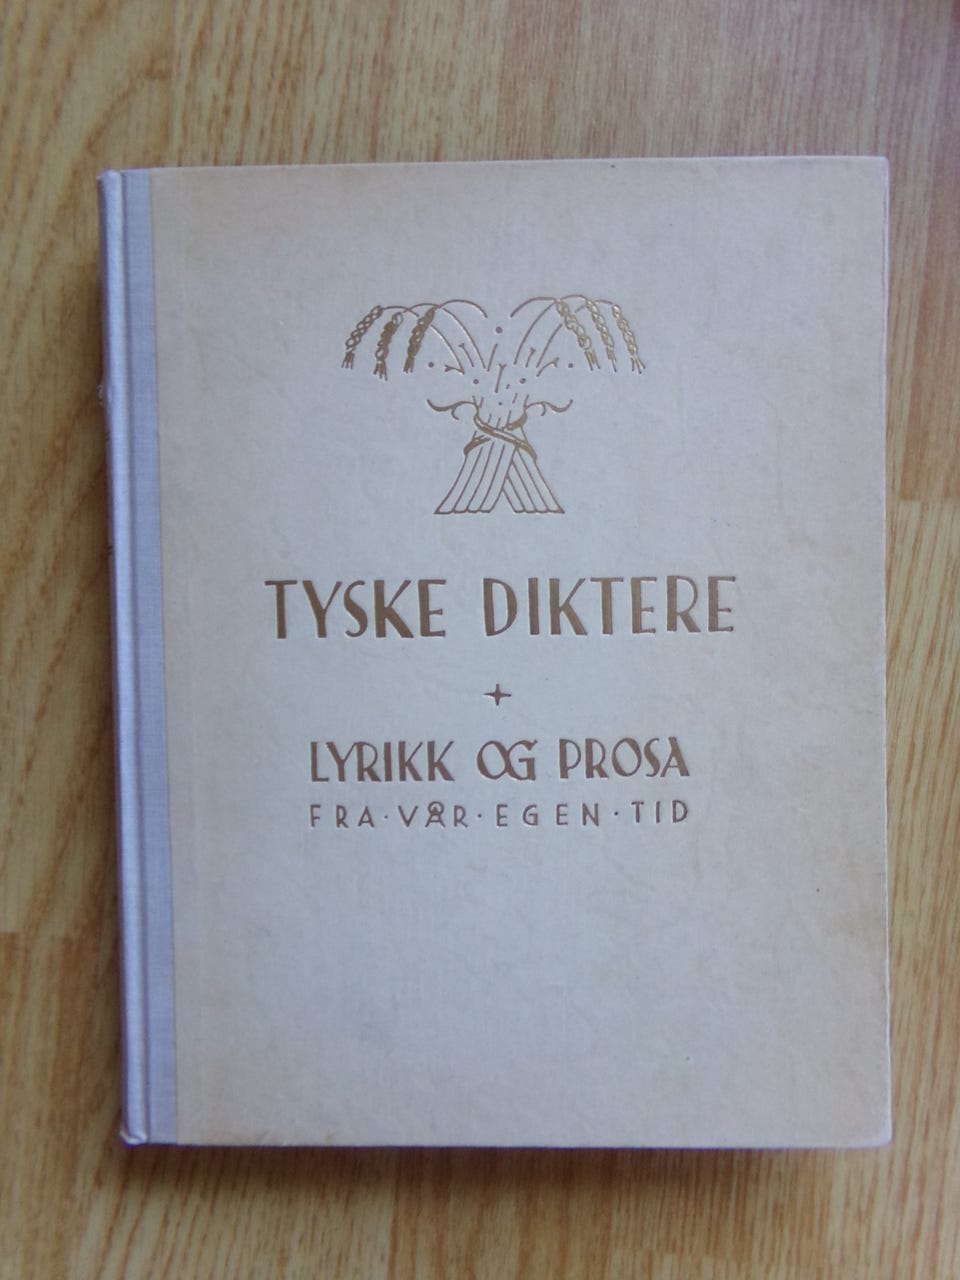 TYSKE DIKTERE
LYRIKK OG PROSA
FRA·VÅR·EGEN·TID